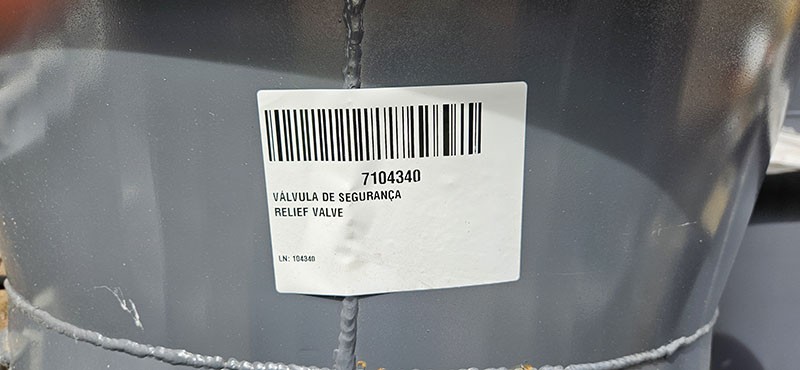 7104340
VÁLVULA DE SEGURANÇA
RELIEF VALVE
LN: 104340